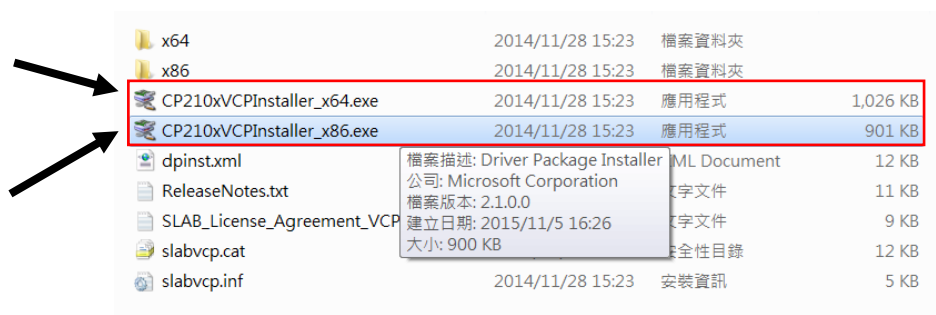 x64 2014/11/28 15:23 檔案資料夾
x86 2014/11/28 15:23 檔案資料夾
CP210xVCPInstaller_x64.exe 2014/11/28 15:23 應用程式 1,026 KB
CP210xVCPInstaller_x86.exe 2014/11/28 15:23 應用程式 901 KB
dpinst.xml ML Document 12 KB
ReleaseNotes.txt 文字文件 11 KB
SLAB_License_Agreement_VCP 文字文件 9 KB
slabvcp.cat 安全性目錄 12 KB
slabvcp.inf 2014/11/28 15:23 安裝資訊 5 KB
檔案描述: Driver Package Installer
公司: Microsoft Corporation
檔案版本: 2.1.0.0
建立日期: 2015/11/5 16:26
大小: 900 KB